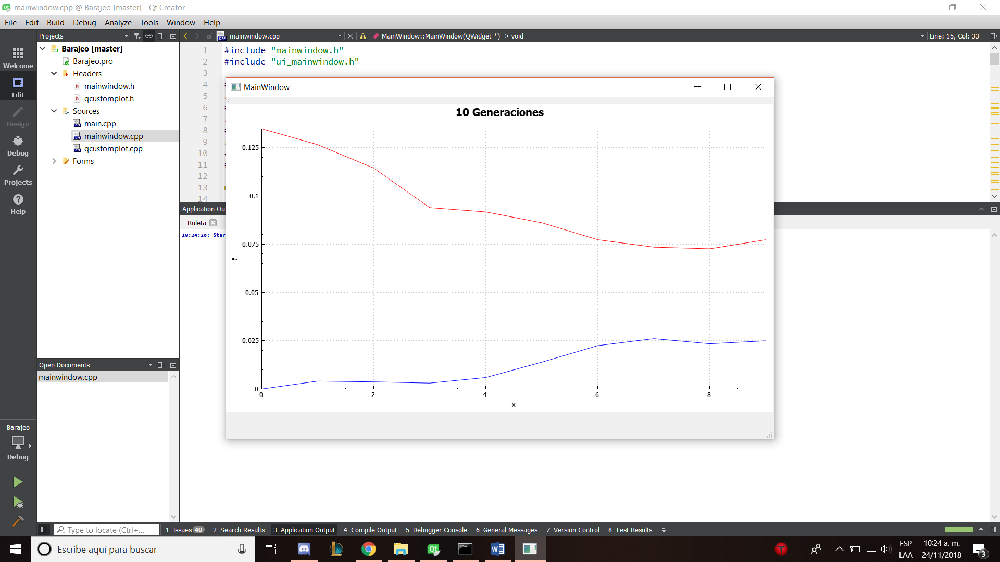 mainwindow.cpp @ Barajeo [master] - Qt Creator
File Edit Build Debug Analyze Tools Window Help
Projects
mainwindow.cpp
MainWindow::MainWindow(QWidget *) -> void
Line: 15, Col: 33
Welcome
Edit
Design
Debug
Projects
Help
Barajeo [master]
Barajeo.pro
Headers
mainwindow.h
qcustomplot.h
Sources
main.cpp
mainwindow.cpp
qcustomplot.cpp
Forms
1 #include "mainwindow.h"
2 #include "ui_mainwindow.h"
3
4
5
6
7
8
9
10
11
12
13
14
MainWindow
10 Generaciones
0.125
0.1
0.075
0.05
0.025
0
y
0 2 4 6 8
x
Application Ou
Ruleta
10:24:28: Star
Open Documents
mainwindow.cpp
Barajeo
Debug
Type to locate (Ctrl+...
1 Issues 40 2 Search Results 3 Application Output 4 Compile Output 5 Debugger Console 6 General Messages 7 Version Control 8 Test Results
Escribe aquí para buscar
ESP
LAA
10:24 a. m.
24/11/2018
3